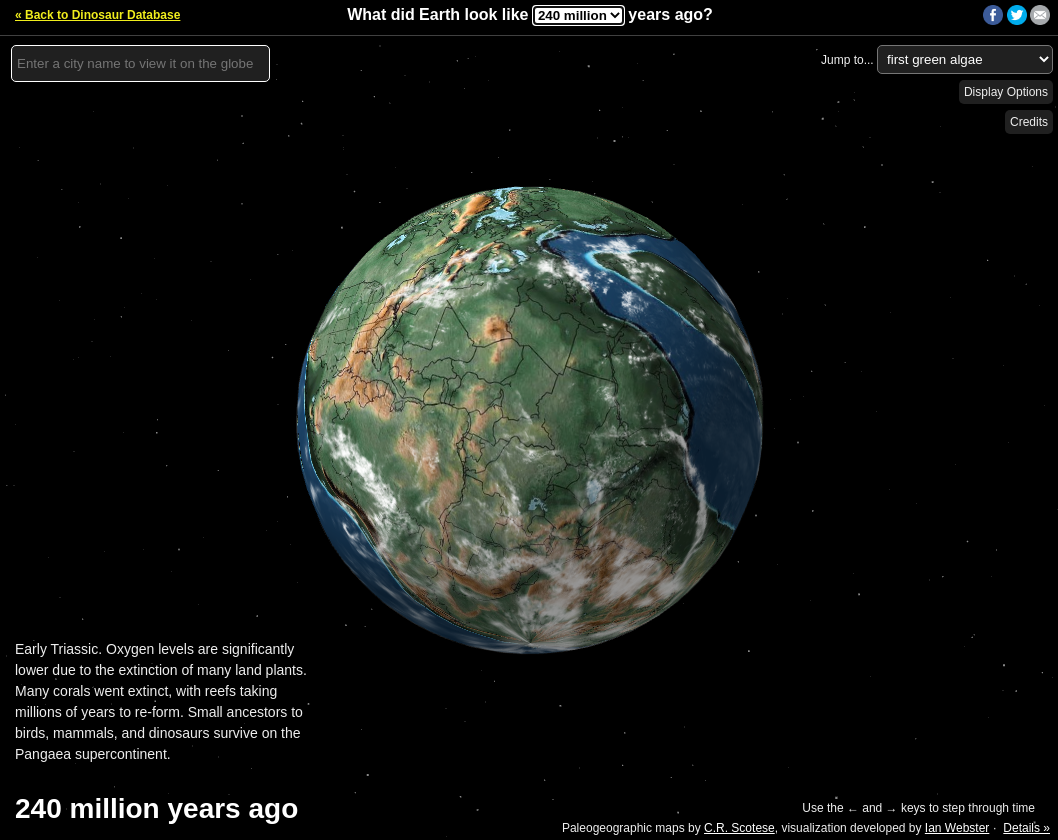 « Back to Dinosaur Database
What did Earth look like 240 million years ago?
Enter a city name to view it on the globe
Jump to... first green algae
Display Options
Credits
Early Triassic. Oxygen levels are significantly
lower due to the extinction of many land plants.
Many corals went extinct, with reefs taking
millions of years to re-form. Small ancestors to
birds, mammals, and dinosaurs survive on the
Pangaea supercontinent.
240 million years ago
Use the ← and → keys to step through time
Paleogeographic maps by C.R. Scotese, visualization developed by Ian Webster · Details »